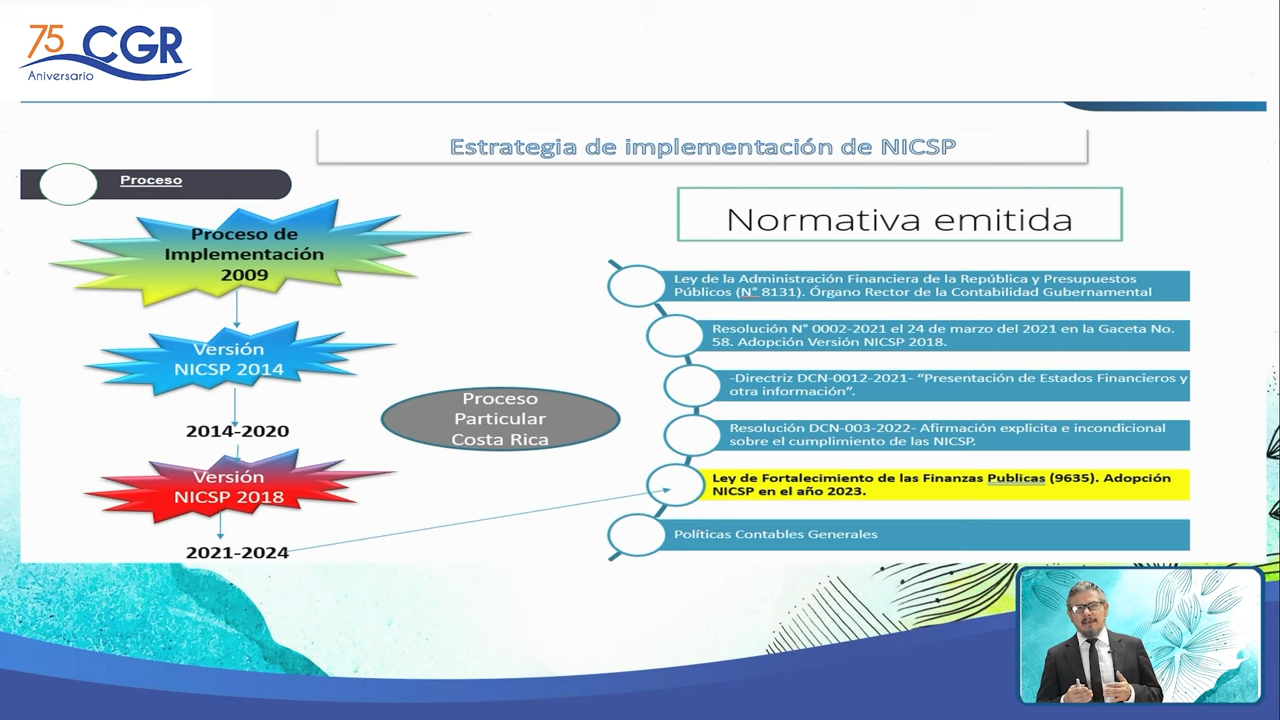 75 CGR
Aniversario
Estrategia de implementación de NICSP
Proceso
Proceso de
Implementación
2009
Versión
NICSP 2014
2014-2020
Versión
NICSP 2018
2021-2024
Proceso
Particular
Costa Rica
Normativa emitida
Ley de la Administración Financiera de la República y Presupuestos
Públicos (N° 8131). Órgano Rector de la Contabilidad Gubernamental
Resolución N° 0002-2021 el 24 de marzo del 2021 en la Gaceta No.
58. Adopción Versión NICSP 2018.
-Directriz DCN-0012-2021- “Presentación de Estados Financieros y
otra información”.
Resolución DCN-003-2022- Afirmación explicita e incondicional
sobre el cumplimiento de las NICSP.
Ley de Fortalecimiento de las Finanzas Publicas (9635). Adopción
NICSP en el año 2023.
Políticas Contables Generales